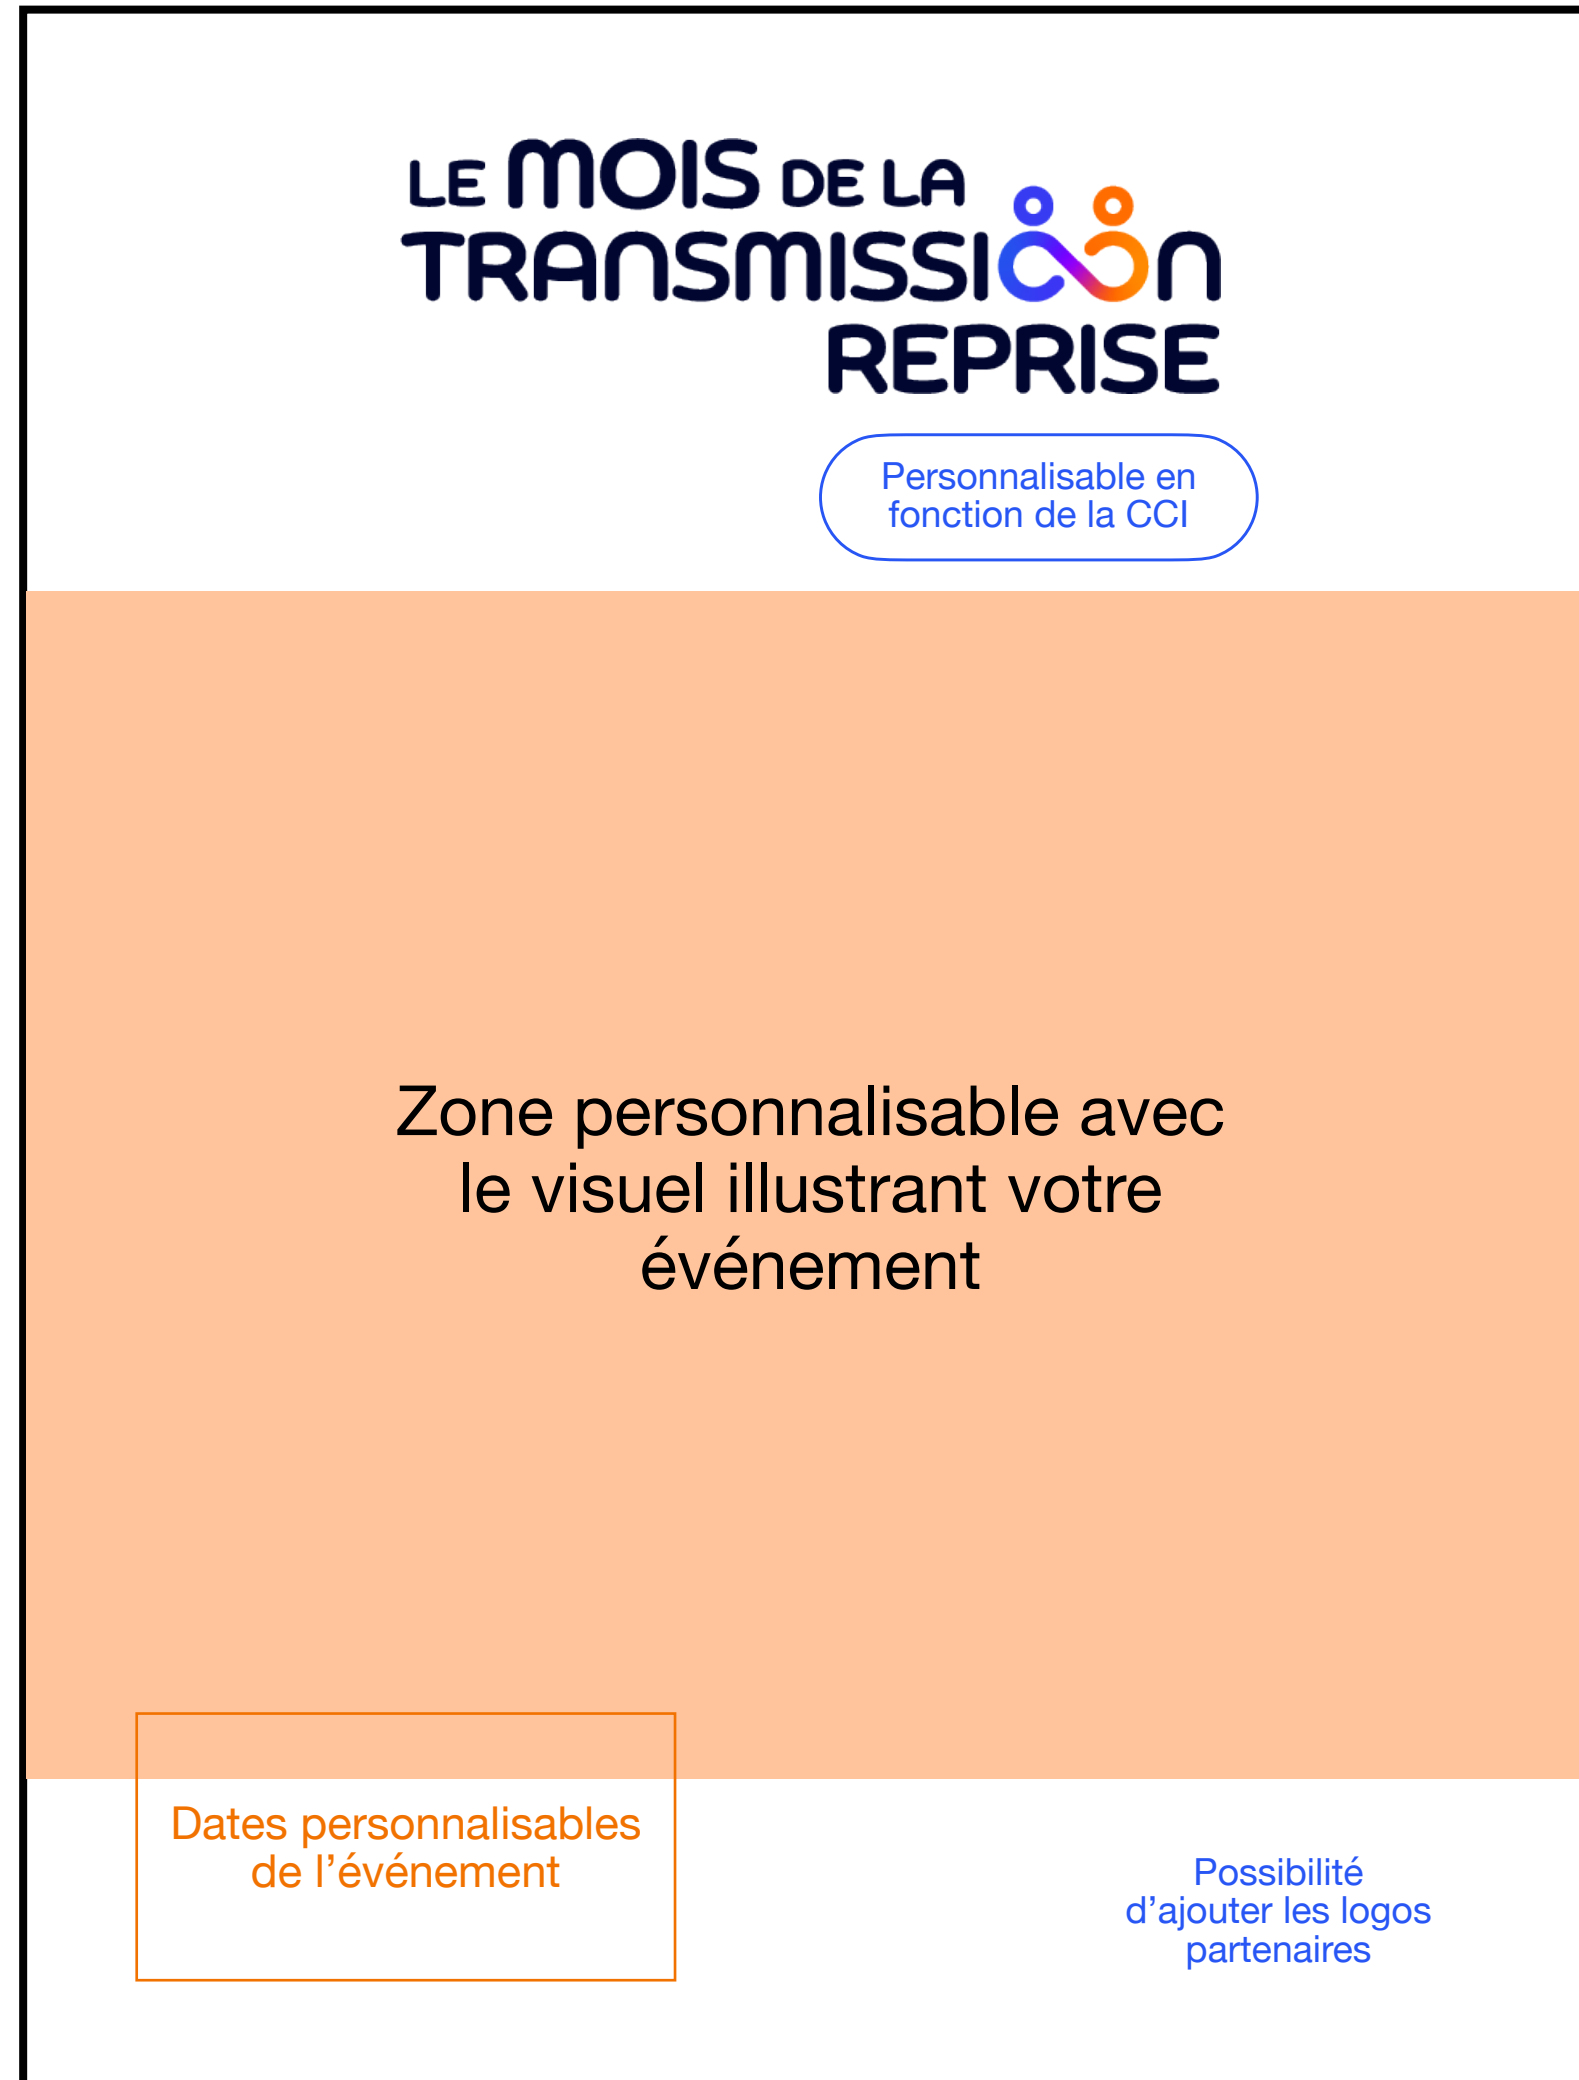 LE MOIS DE LA
TRANSMISSION
REPRISE
Personnalisable en
fonction de la CCI
Zone personnalisable avec
le visuel illustrant votre
événement
Dates personnalisables
de l'événement
Possibilité
d'ajouter les logos
partenaires